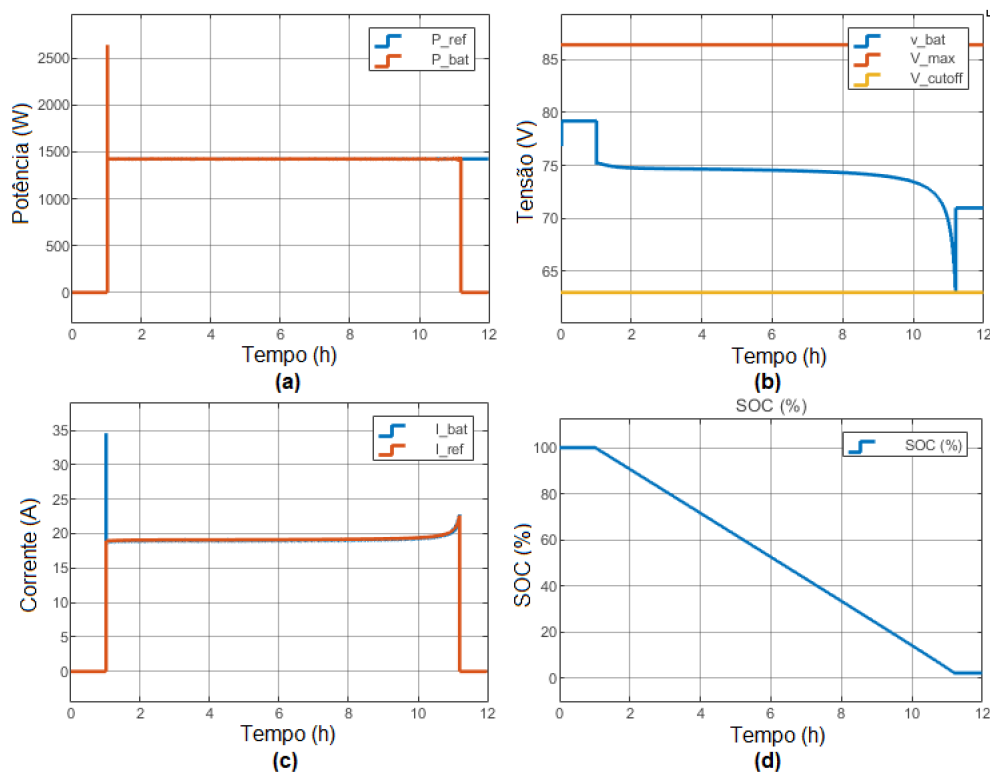 Potência (W)
2500
2000
1500
1000
500
0
P_ref
P_bat
0 2 4 6 8 10 12
Tempo (h)
(a)
Tensão (V)
85
80
75
70
65
v_bat
V_max
V_cutoff
0 2 4 6 8 10 12
Tempo (h)
(b)
Corrente (A)
35
30
25
20
15
10
5
0
I_bat
I_ref
0 2 4 6 8 10 12
Tempo (h)
(c)
SOC (%)
SOC (%)
100
80
60
40
20
0
SOC (%)
0 2 4 6 8 10 12
Tempo (h)
(d)